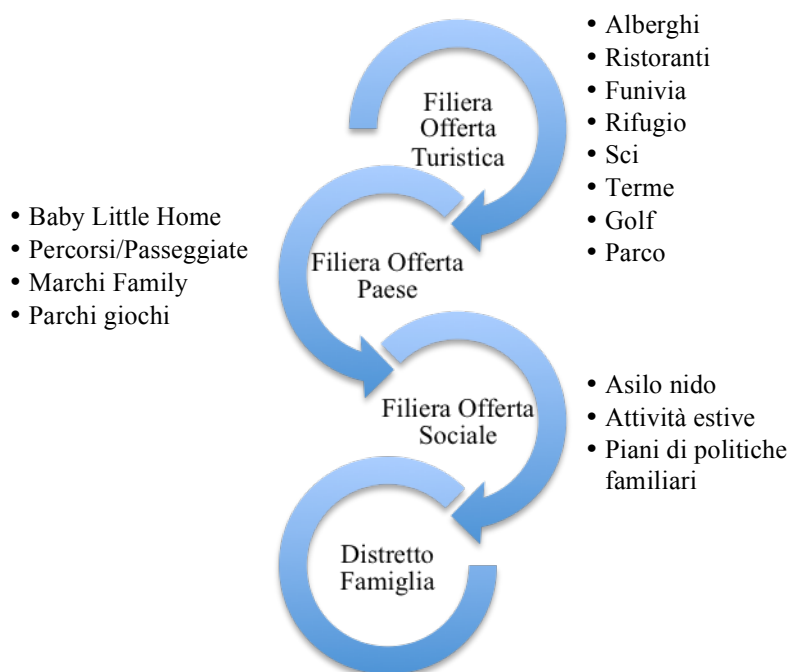 • Alberghi
• Ristoranti
• Funivia
• Rifugio
• Sci
• Terme
• Golf
• Parco
Filiera
Offerta
Turistica
• Baby Little Home
• Percorsi/Passeggiate
• Marchi Family
• Parchi giochi
Filiera Offerta
Paese
Filiera Offerta
Sociale
• Asilo nido
• Attività estive
• Piani di politiche
familiari
Distretto
Famiglia